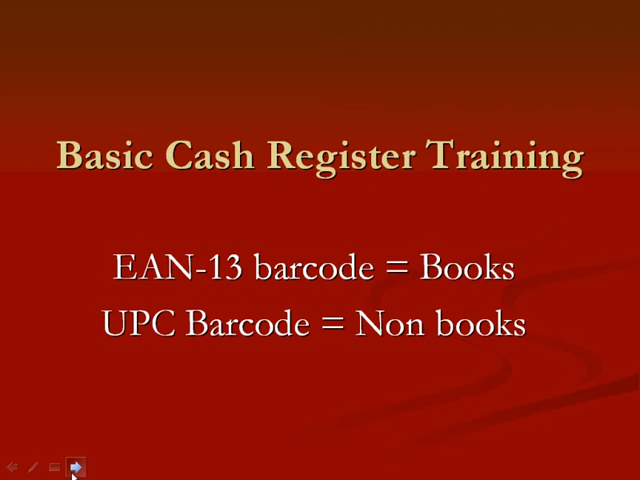 Basic Cash Register Training
EAN-13 barcode = Books
UPC Barcode = Non books